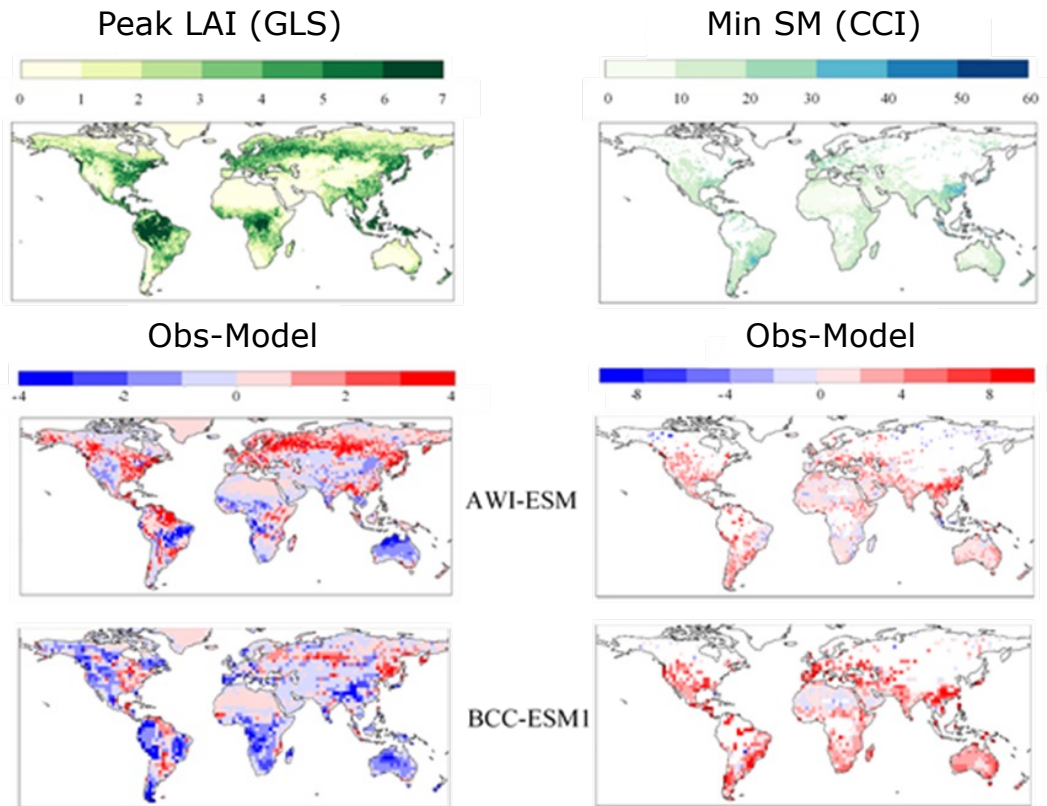 Peak LAI (GLS)
Min SM (CCI)
0 1 2 3 4 5 6 7
0 10 20 30 40 50 60
Obs-Model
Obs-Model
-4 -2 0 2 4
-8 -4 0 4 8
AWI-ESM
BCC-ESM1